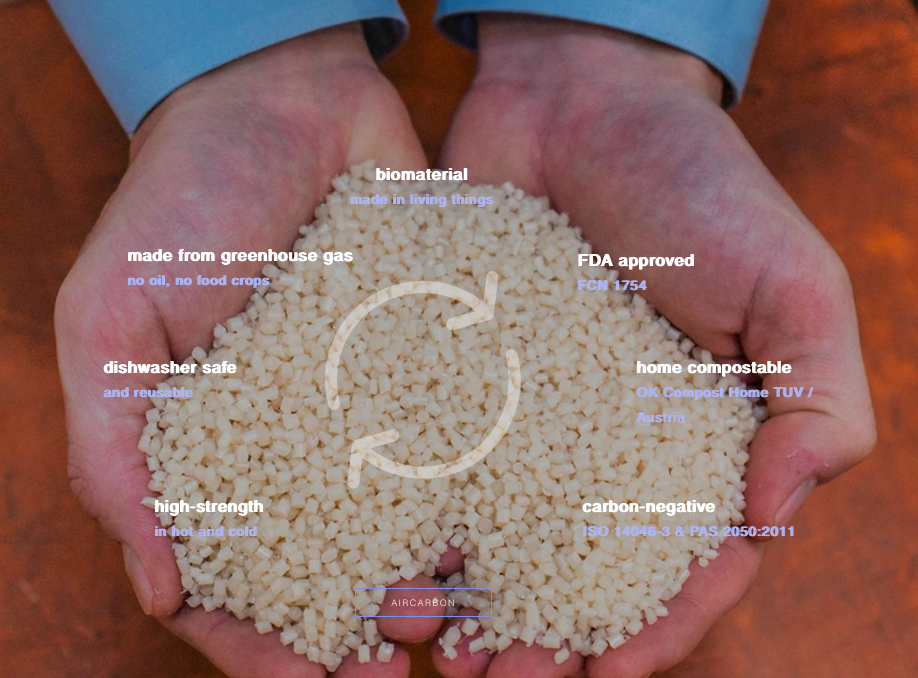 biomaterial
made in living things
made from greenhouse gas
no oil, no food crops
FDA approved
FCN 1754
dishwasher safe
and reusable
home compostable
OK Compost Home TUV /
Austria
high-strength
in hot and cold
carbon-negative
ISO 14046-3 & PAS 2050:2011
AIRCARBON